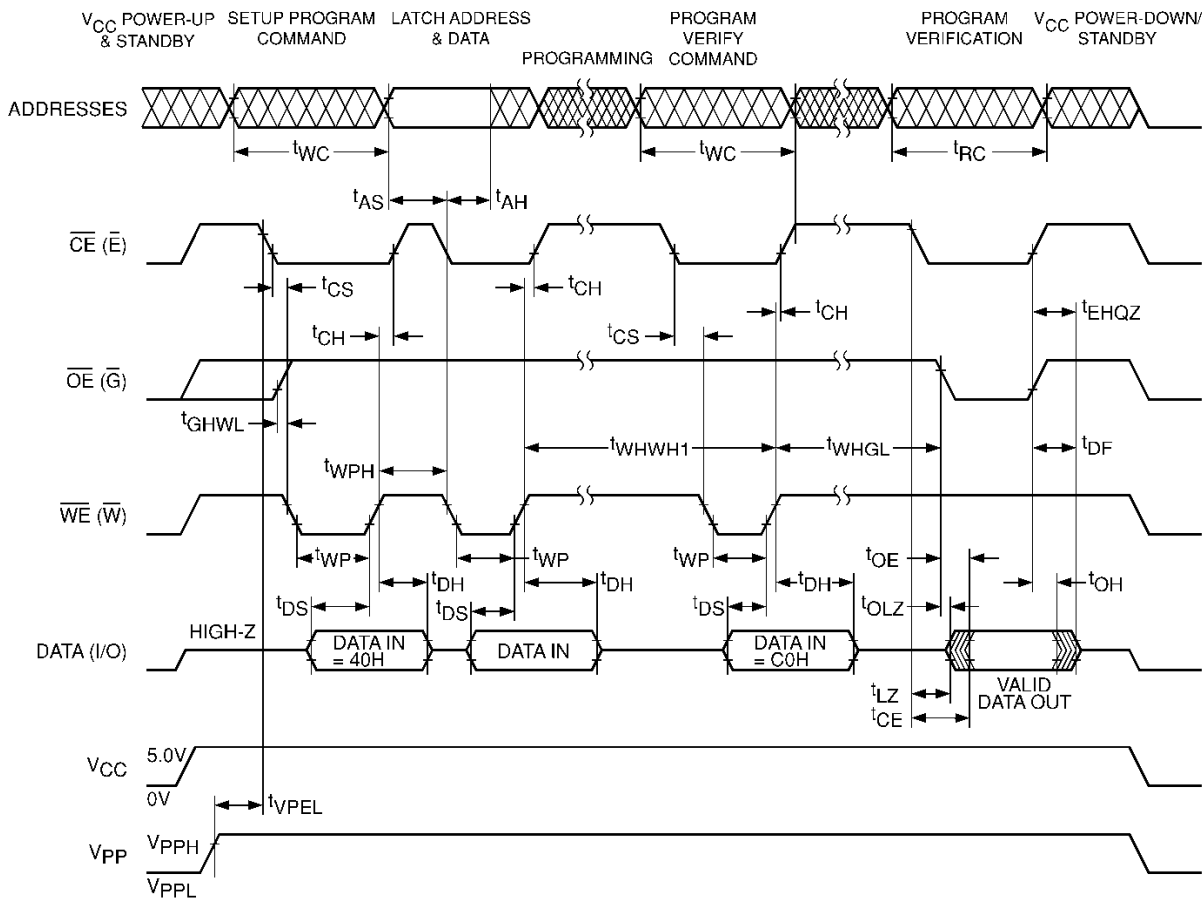 VCC POWER-UP & STANDBY
SETUP PROGRAM COMMAND
LATCH ADDRESS & DATA
PROGRAMMING
PROGRAM VERIFY COMMAND
PROGRAM VERIFICATION
VCC POWER-DOWN/ STANDBY
ADDRESSES
tWC
tWC
tRC
tAS
tAH
CE (E)
tCS
tCH
tCH
tCS
tCH
tEHQZ
OE (G)
tGHWL
tWPH
tWHWH1
tWHGL
tDF
WE (W)
tWP
tWP
tWP
tOE
tDH
tDH
tDH
tOH
tDS
tDS
tDS
tOLZ
HIGH-Z
DATA (I/O)
DATA IN = 40H
DATA IN
DATA IN = C0H
VALID DATA OUT
tLZ
tCE
VCC
5.0V
0V
tVPEL
VPP
VPPH
VPPL